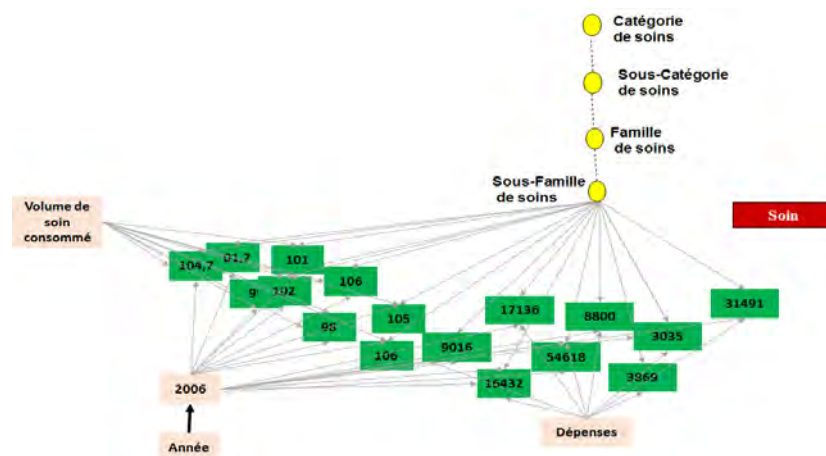 Catégorie
de soins
Sous-Catégorie
de soins
Famille
de soins
Sous-Famille
de soins
Volume de
soin
consommé
Soin
104,7
101
106
98
105
106
9016
17136
8800
3035
31491
54618
15432
3869
2006
Année
Dépenses